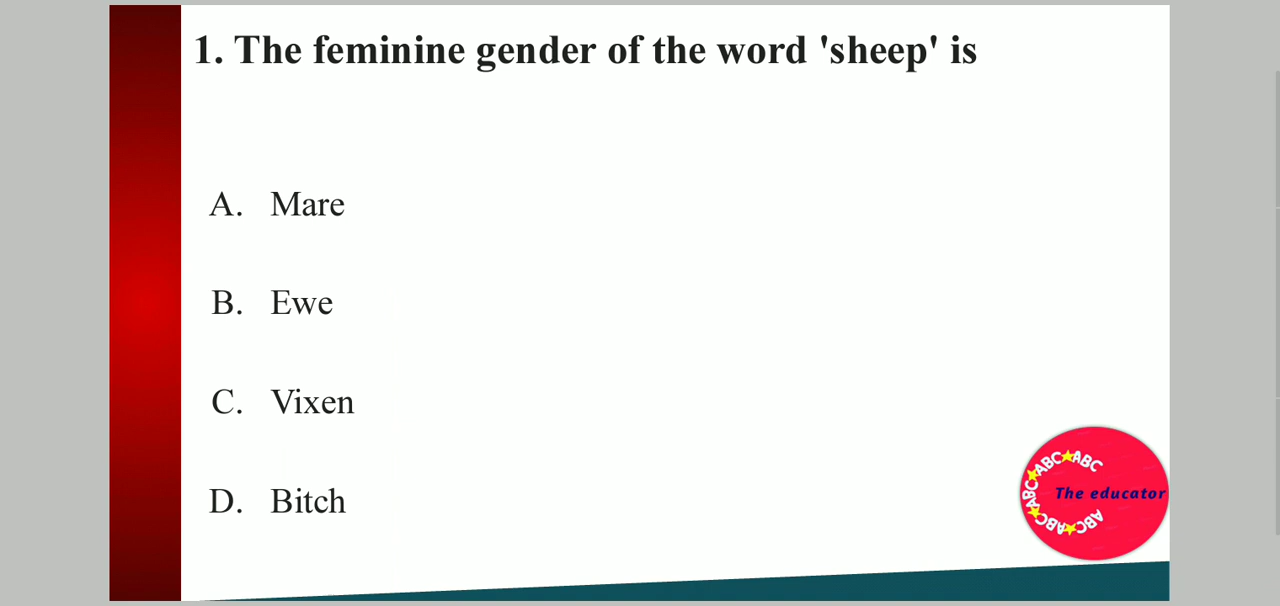 1. The feminine gender of the word 'sheep' is
A. Mare
B. Ewe
C. Vixen
D. Bitch
ABC★ABC★ABC★ABC★ABC
The educator